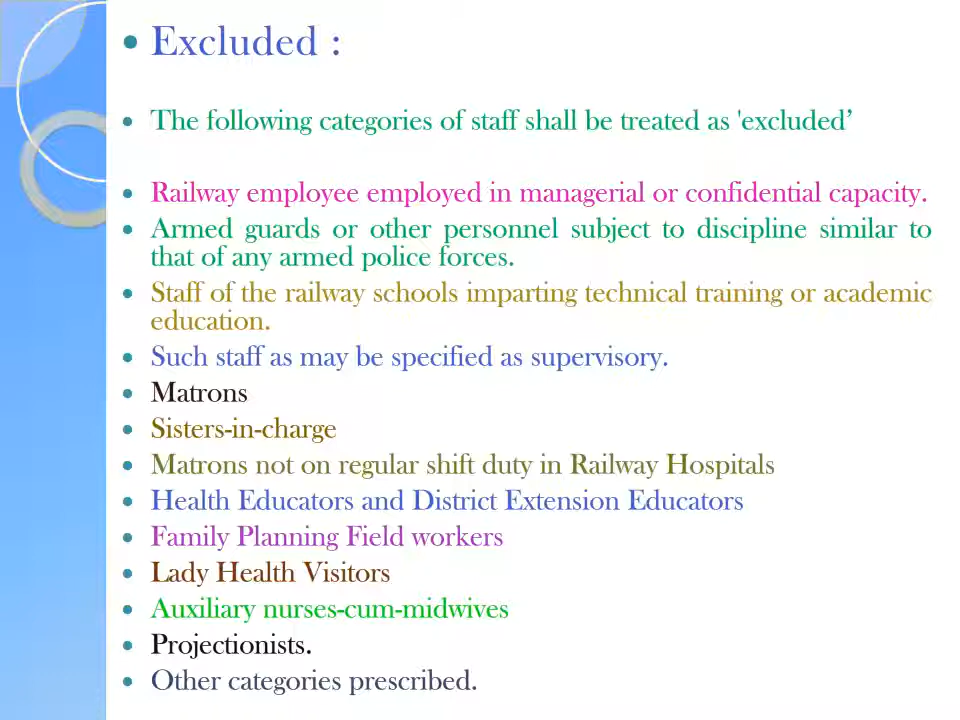 • Excluded :
• The following categories of staff shall be treated as 'excluded’
• Railway employee employed in managerial or confidential capacity.
• Armed guards or other personnel subject to discipline similar to
that of any armed police forces.
• Staff of the railway schools imparting technical training or academic
education.
• Such staff as may be specified as supervisory.
• Matrons
• Sisters-in-charge
• Matrons not on regular shift duty in Railway Hospitals
• Health Educators and District Extension Educators
• Family Planning Field workers
• Lady Health Visitors
• Auxiliary nurses-cum-midwives
• Projectionists.
• Other categories prescribed.